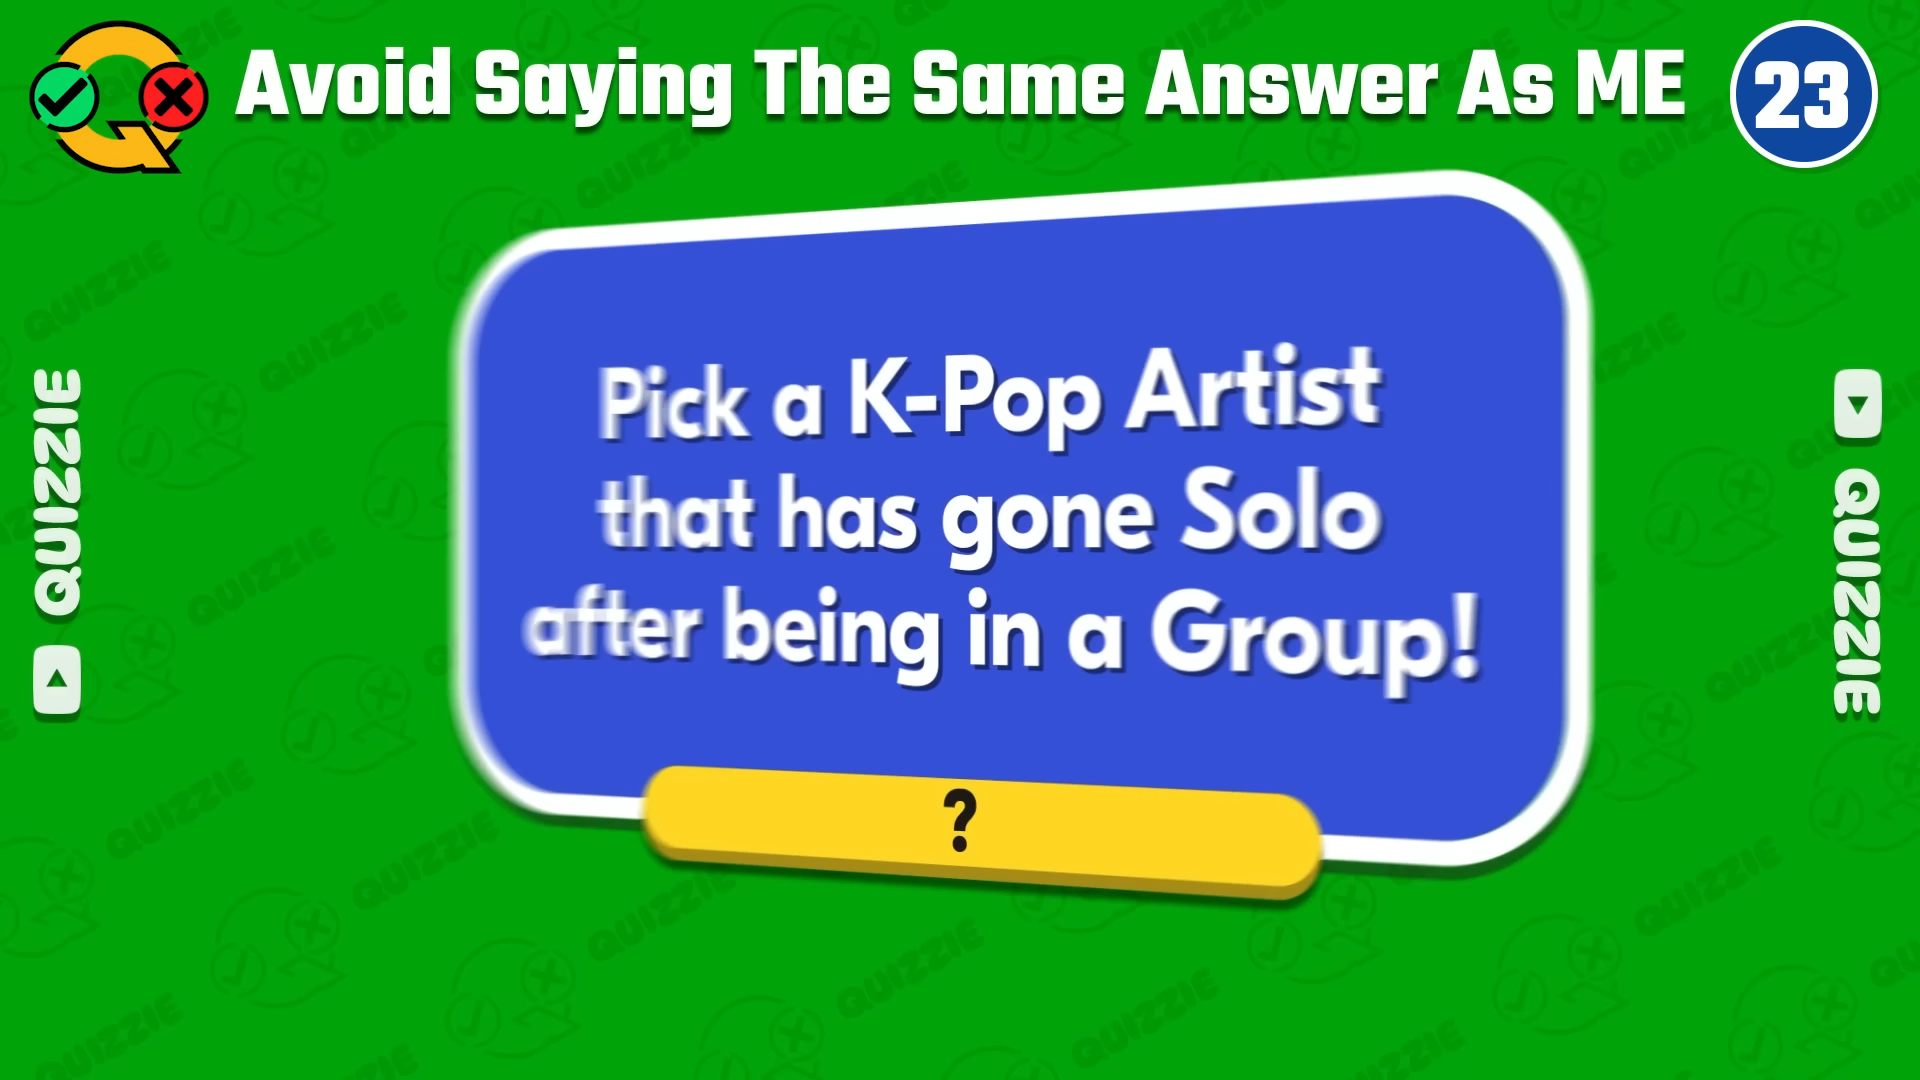 Avoid Saying The Same Answer As ME
23
Pick a K-Pop Artist
that has gone Solo
after being in a Group!
?
QUIZZIE
QUIZZIE